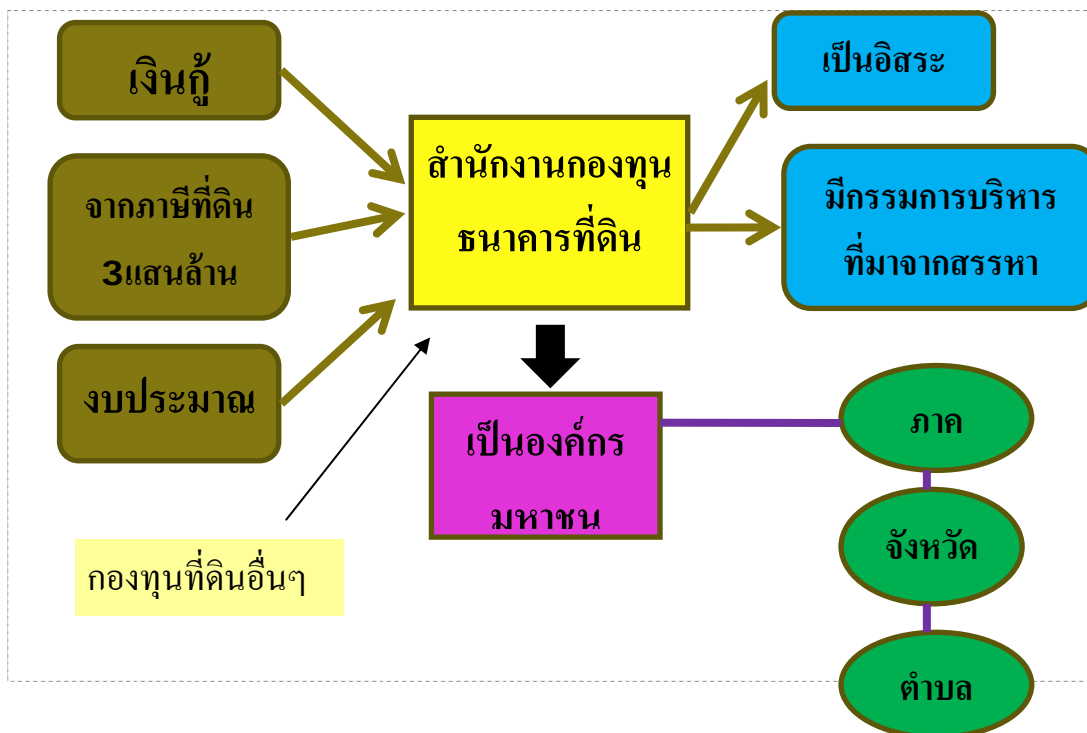 เงินกู้
จากภาษีที่ดิน
3แสนล้าน
งบประมาณ
กองทุนที่ดินอื่นๆ
สำนักงานกองทุน
ธนาคารที่ดิน
เป็นองค์กร
มหาชน
เป็นอิสระ
มีกรรมการบริหาร
ที่มาจากสรรหา
ภาค
จังหวัด
ตำบล